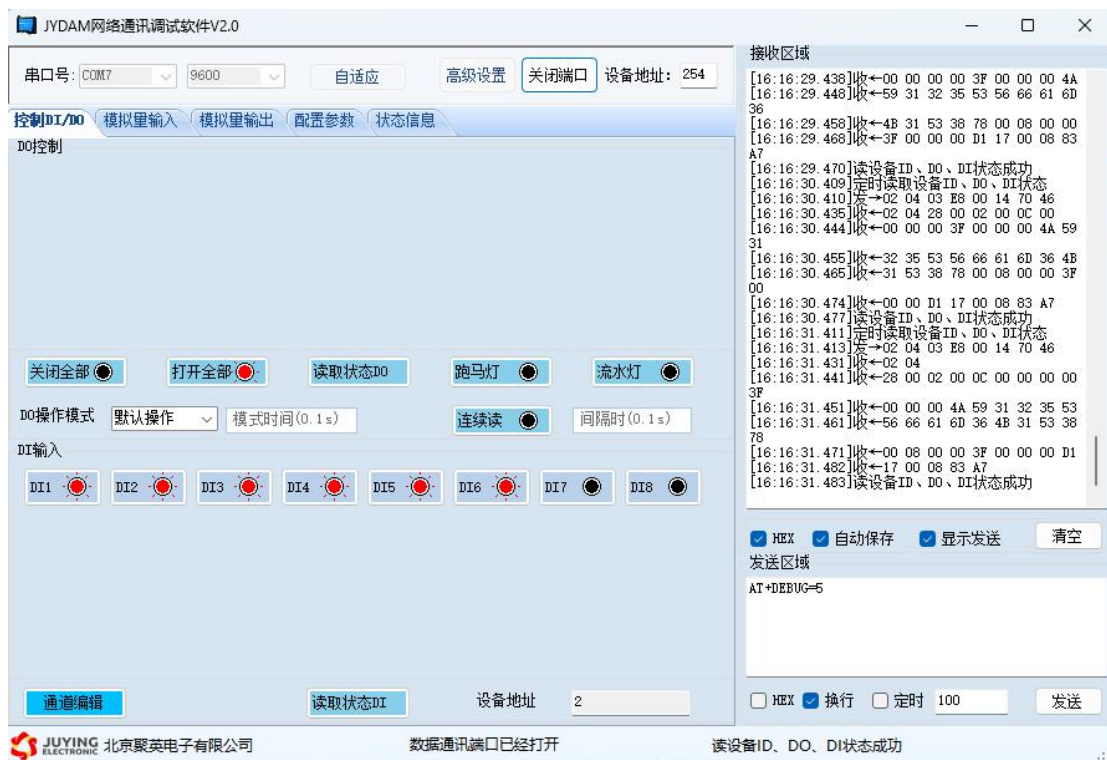 JYDAM网络通讯调试软件V2.0
串口号: COM7 9600 自适应 高级设置 关闭端口 设备地址: 254
控制DI/DO 模拟里输入 模拟里输出 配置参数 状态信息
DO控制
关闭全部 打开全部 读取状态DO 跑马灯 流水灯
DO操作模式 默认操作 模式时间(0.1s) 连续读 间隔时(0.1s)
DI输入
DI1 DI2 DI3 DI4 DI5 DI6 DI7 DI8
通道编辑 读取状态DI 设备地址 2
接收区域
[16:16:29.438]收←00 00 00 00 3F 00 00 00 4A
[16:16:29.448]收←59 31 32 35 53 56 66 61 6D
36
[16:16:29.458]收←4B 31 53 38 78 00 08 00 00
[16:16:29.468]收←3F 00 00 00 D1 17 00 08 83
A7
[16:16:29.470]读设备ID、DO、DI状态成功
[16:16:30.409]定时读取设备ID、DO、DI状态
[16:16:30.410]发→02 04 03 E8 00 14 70 46
[16:16:30.435]收←02 04 28 00 02 00 0C 00
[16:16:30.444]收←00 00 00 3F 00 00 00 4A 59
31
[16:16:30.455]收←32 35 53 56 66 61 6D 36 4B
[16:16:30.465]收←31 53 38 78 00 08 00 00 3F
00
[16:16:30.474]收←00 00 D1 17 00 08 83 A7
[16:16:30.477]读设备ID、DO、DI状态成功
[16:16:31.411]定时读取设备ID、DO、DI状态
[16:16:31.413]发→02 04 03 E8 00 14 70 46
[16:16:31.431]收←02 04
[16:16:31.441]收←28 00 02 00 0C 00 00 00 00
3F
[16:16:31.451]收←00 00 00 4A 59 31 32 35 53
[16:16:31.461]收←56 66 61 6D 36 4B 31 53 38
78
[16:16:31.471]收←00 08 00 00 3F 00 00 00 D1
[16:16:31.482]收←17 00 08 83 A7
[16:16:31.483]读设备ID、DO、DI状态成功
HEX 自动保存 显示发送 清空
发送区域
AT+DEBUG=5
HEX 换行 定时 100 发送
JUYING ELECTRONIC 北京聚英电子有限公司 数据通讯端口已经打开 读设备ID、DO、DI状态成功